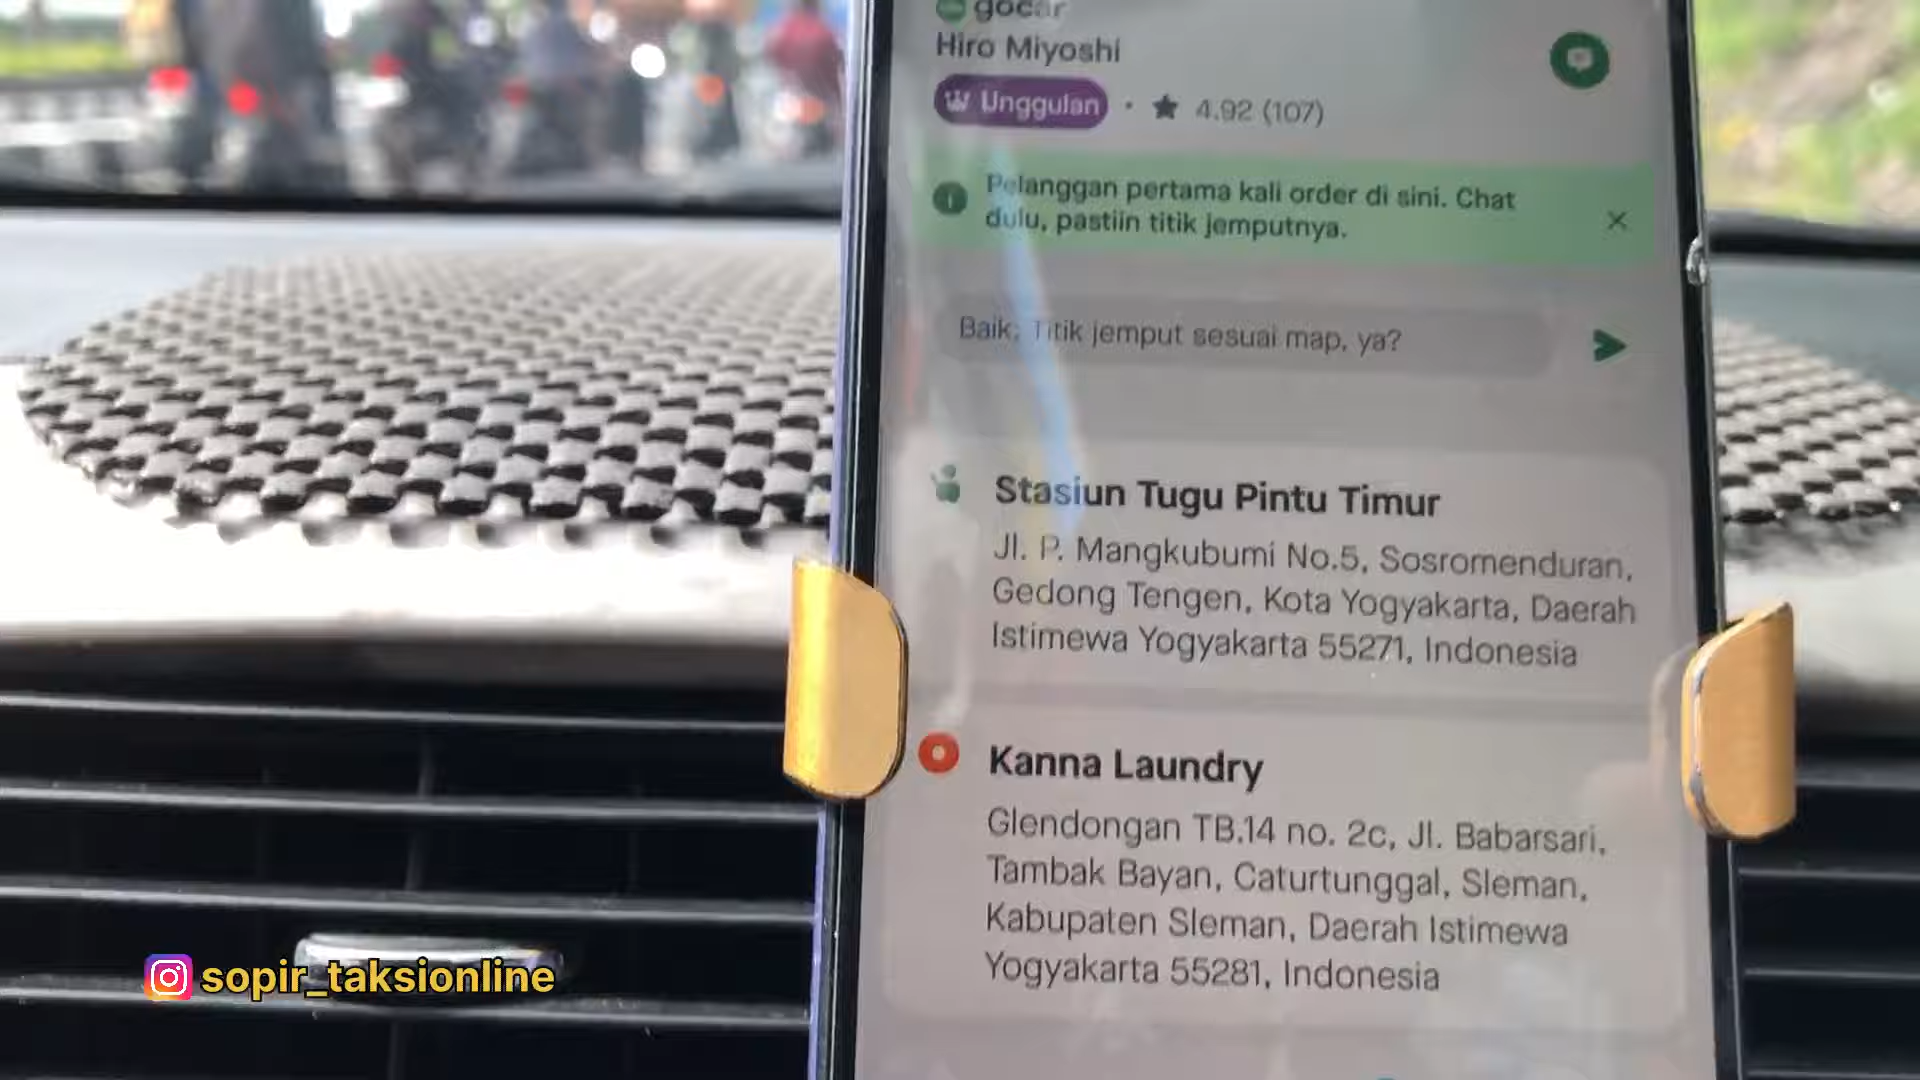 gocar
Hiro Miyoshi
Unggulan · ★ 4.92 (107)
Pelanggan pertama kali order di sini. Chat
dulu, pastiin titik jemputnya.
Baik, Titik jemput sesuai map, ya?
Stasiun Tugu Pintu Timur
Jl. P. Mangkubumi No.5, Sosromenduran,
Gedong Tengen, Kota Yogyakarta, Daerah
Istimewa Yogyakarta 55271, Indonesia
Kanna Laundry
Glendongan TB.14 no. 2c, Jl. Babarsari,
Tambak Bayan, Caturtunggal, Sleman,
Kabupaten Sleman, Daerah Istimewa
Yogyakarta 55281, Indonesia
sopir_taksionline